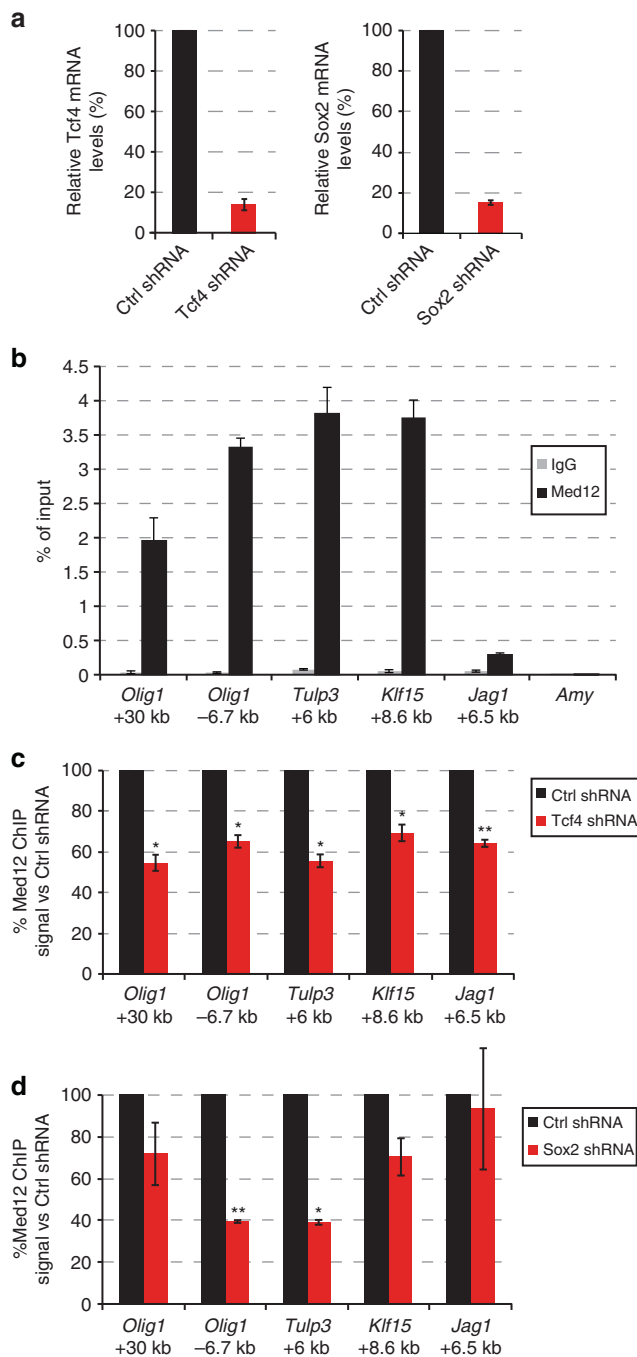 a
Relative Tcf4 mRNA
levels (%)
100
80
60
40
20
0
Ctrl shRNA
Tcf4 shRNA
Relative Sox2 mRNA
levels (%)
100
80
60
40
20
0
Ctrl shRNA
Sox2 shRNA
b
% of input
4.5
4
3.5
3
2.5
2
1.5
1
0.5
0
IgG
Med12
Olig1 Olig1 Tulp3 Klf15 Jag1 Amy
+30 kb –6.7 kb +6 kb +8.6 kb +6.5 kb
c
% Med12 ChIP
signal vs Ctrl shRNA
100
80
60
40
20
0
* * * * **
Ctrl shRNA
Tcf4 shRNA
Olig1 Olig1 Tulp3 Klf15 Jag1
+30 kb –6.7 kb +6 kb +8.6 kb +6.5 kb
d
%Med12 ChIP
signal vs Ctrl shRNA
100
80
60
40
20
0
** *
Ctrl shRNA
Sox2 shRNA
Olig1 Olig1 Tulp3 Klf15 Jag1
+30 kb –6.7 kb +6 kb +8.6 kb +6.5 kb